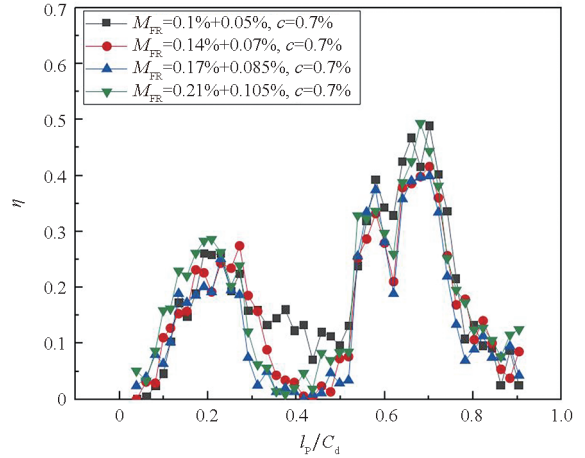 0.7
0.6
0.5
0.4
0.3
0.2
0.1
0
η
M_FR=0.1%+0.05%, c=0.7%
M_FR=0.14%+0.07%, c=0.7%
M_FR=0.17%+0.085%, c=0.7%
M_FR=0.21%+0.105%, c=0.7%
0 0.2 0.4 0.6 0.8 1.0
l_p/C_d